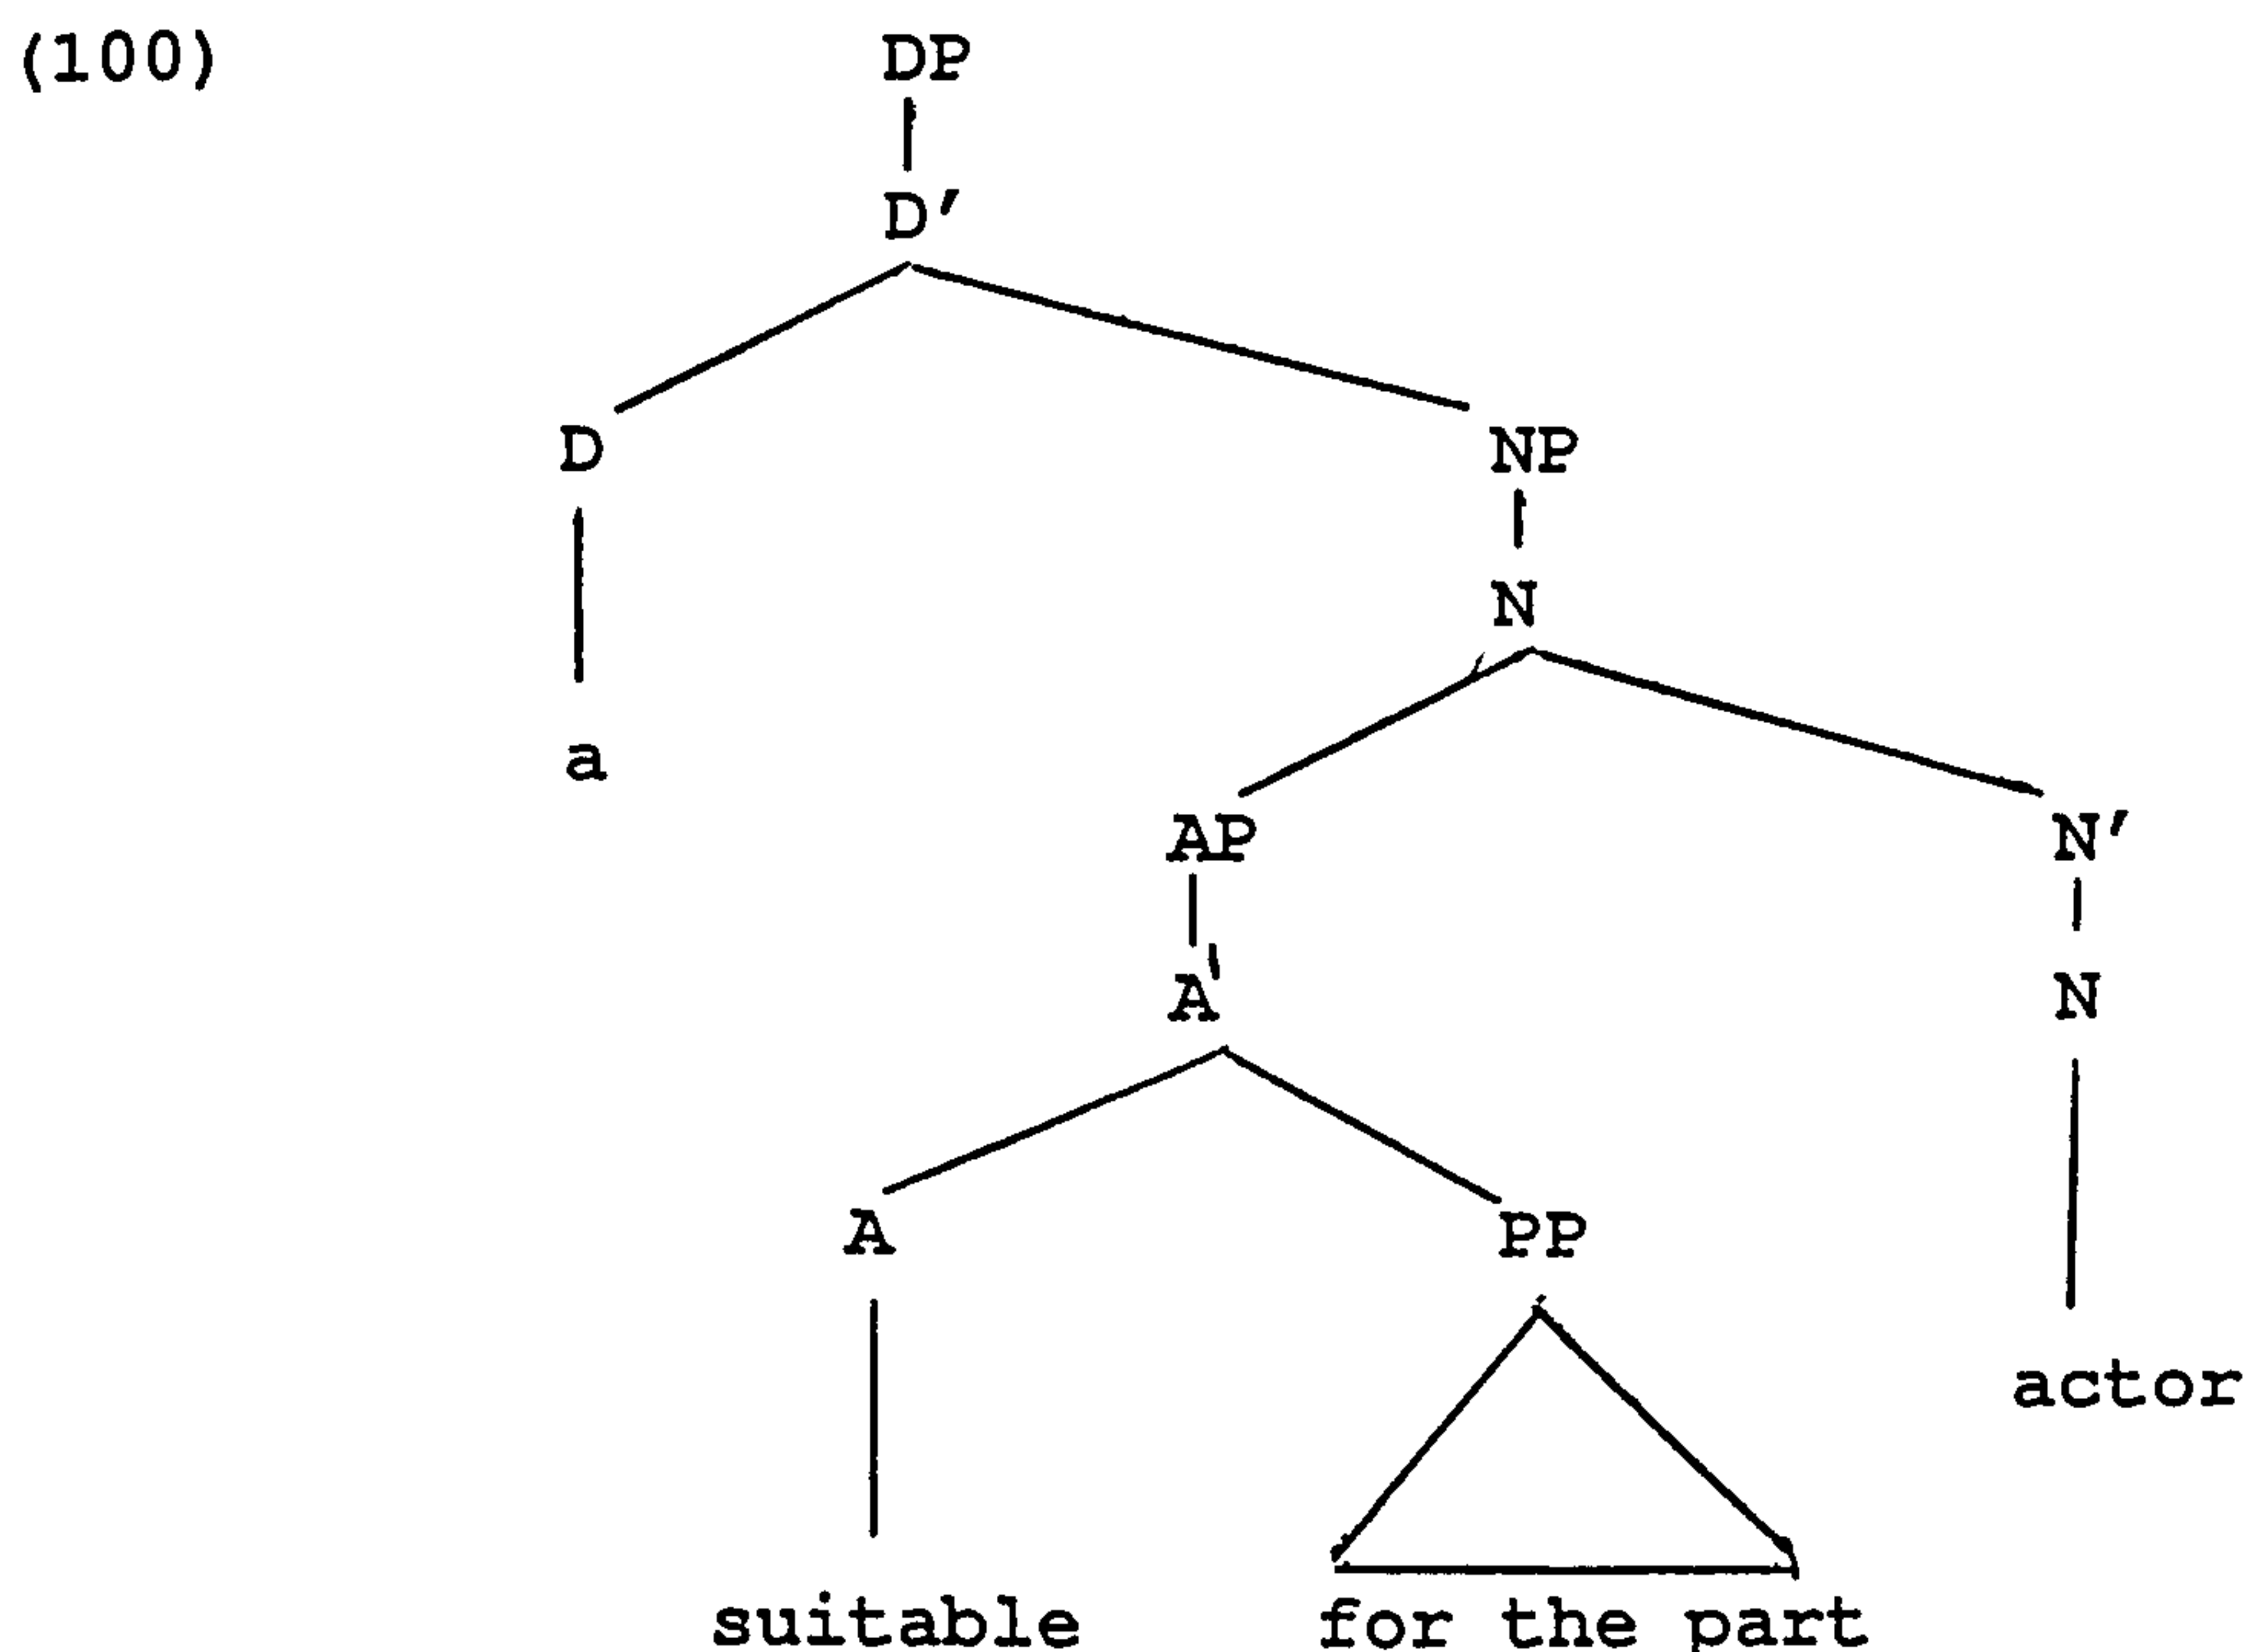 (100) DP
D'
D NP
N
a AP N'
A' N
A PP
actor
suitable for the part